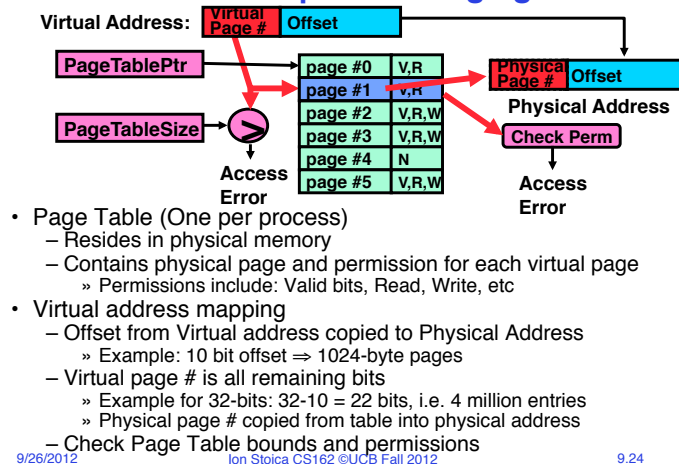 Virtual Address: Virtual Page # Offset
PageTablePtr
page #0 V,R
page #1 V,R
page #2 V,R,W
page #3 V,R,W
page #4 N
page #5 V,R,W
Physical Page # Offset
Physical Address
PageTableSize
>
Check Perm
Access Error
Access Error
• Page Table (One per process)
– Resides in physical memory
– Contains physical page and permission for each virtual page
» Permissions include: Valid bits, Read, Write, etc
• Virtual address mapping
– Offset from Virtual address copied to Physical Address
» Example: 10 bit offset ⇒ 1024-byte pages
– Virtual page # is all remaining bits
» Example for 32-bits: 32-10 = 22 bits, i.e. 4 million entries
» Physical page # copied from table into physical address
– Check Page Table bounds and permissions
9/26/2012 Ion Stoica CS162 ©UCB Fall 2012 9.24